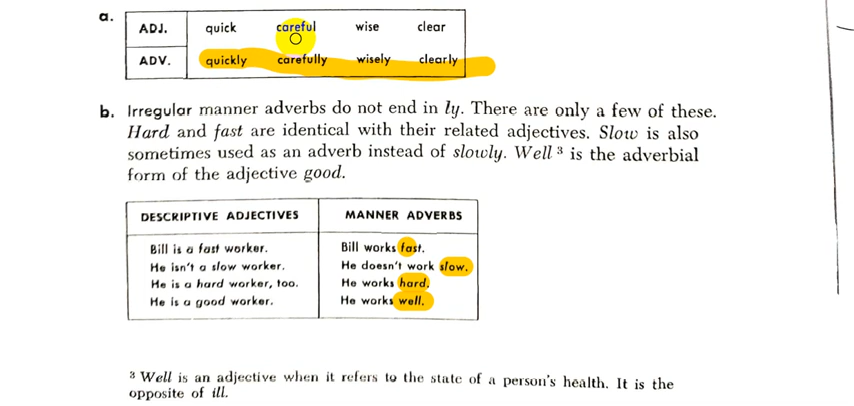 a.
ADJ. quick careful wise clear
ADV. quickly carefully wisely clearly
b. Irregular manner adverbs do not end in ly. There are only a few of these.
Hard and fast are identical with their related adjectives. Slow is also
sometimes used as an adverb instead of slowly. Well ³ is the adverbial
form of the adjective good.
DESCRIPTIVE ADJECTIVES MANNER ADVERBS
Bill is a fast worker. Bill works fast.
He isn't a slow worker. He doesn't work slow.
He is a hard worker, too. He works hard.
He is a good worker. He works well.
³ Well is an adjective when it refers to the state of a person's health. It is the
opposite of ill.